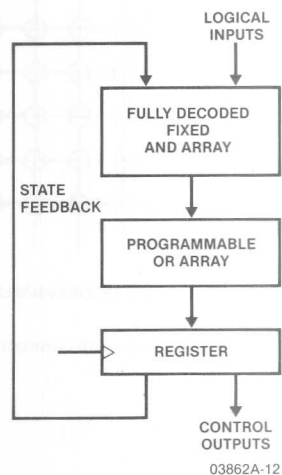 LOGICAL
INPUTS
FULLY DECODED
FIXED
AND ARRAY
STATE
FEEDBACK
PROGRAMMABLE
OR ARRAY
REGISTER
CONTROL
OUTPUTS
03862A-12